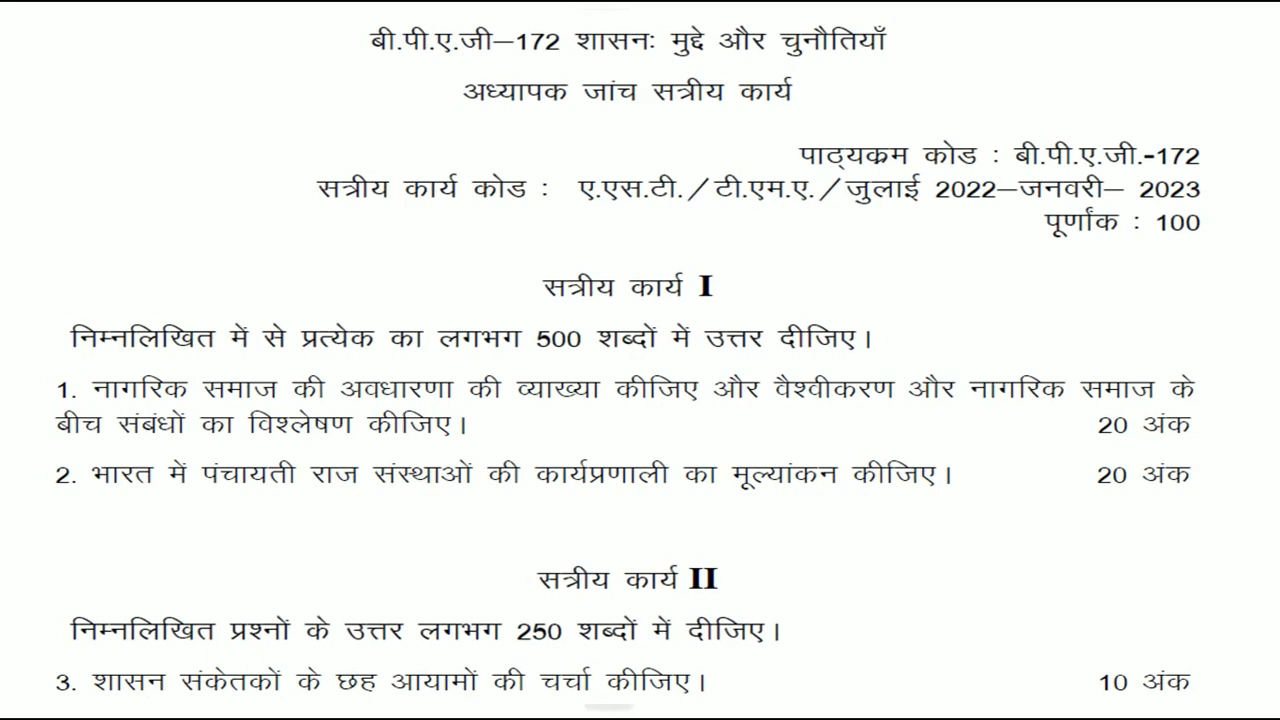 बी.पी.ए.जी–172 शासनः मुद्दे और चुनौतियाँ
अध्यापक जांच सत्रीय कार्य
पाठ्यक्रम कोड : बी.पी.ए.जी.-172
सत्रीय कार्य कोड : ए.एस.टी./टी.एम.ए./जुलाई 2022–जनवरी– 2023
पूर्णांक : 100
सत्रीय कार्य I
निम्नलिखित में से प्रत्येक का लगभग 500 शब्दों में उत्तर दीजिए।
1. नागरिक समाज की अवधारणा की व्याख्या कीजिए और वैश्वीकरण और नागरिक समाज के
बीच संबंधों का विश्लेषण कीजिए। 20 अंक
2. भारत में पंचायती राज संस्थाओं की कार्यप्रणाली का मूल्यांकन कीजिए। 20 अंक
सत्रीय कार्य II
निम्नलिखित प्रश्नों के उत्तर लगभग 250 शब्दों में दीजिए।
3. शासन संकेतकों के छह आयामों की चर्चा कीजिए। 10 अंक